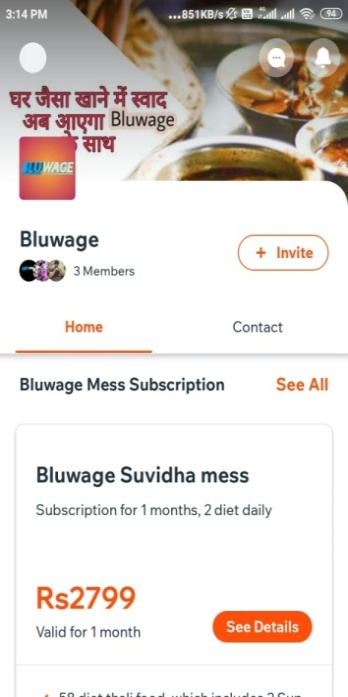 3:14 PM
...851KB/s
94
घर जैसा खाने में स्वाद
अब आएगा Bluwage
साथ
BLUWAGE
Bluwage
+ Invite
3 Members
Home
Contact
Bluwage Mess Subscription
See All
Bluwage Suvidha mess
Subscription for 1 months, 2 diet daily
Rs2799
Valid for 1 month
See Details
58 diet thali food, which includes 2 Sun